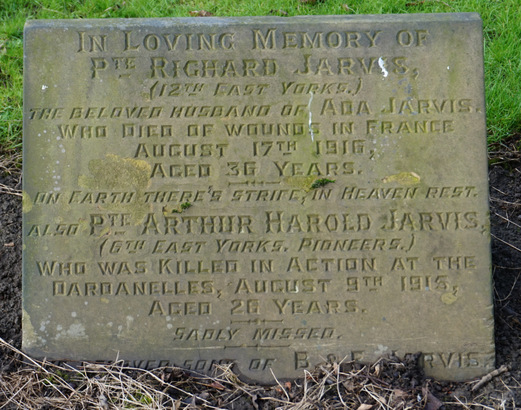 IN LOVING MEMORY OF
PTE RICHARD JARVIS,
(12TH EAST YORKS.)
THE BELOVED HUSBAND OF ADA JARVIS.
WHO DIED OF WOUNDS IN FRANCE
AUGUST 17TH 1916,
AGED 36 YEARS.
ON EARTH THERE'S STRIFE, IN HEAVEN REST.
ALSO PTE ARTHUR HAROLD JARVIS,
(6TH EAST YORKS. PIONEERS.)
WHO WAS KILLED IN ACTION AT THE
DARDANELLES, AUGUST 9TH 1915,
AGED 26 YEARS.
SADLY MISSED.
SONS OF B. & E. JARVIS.